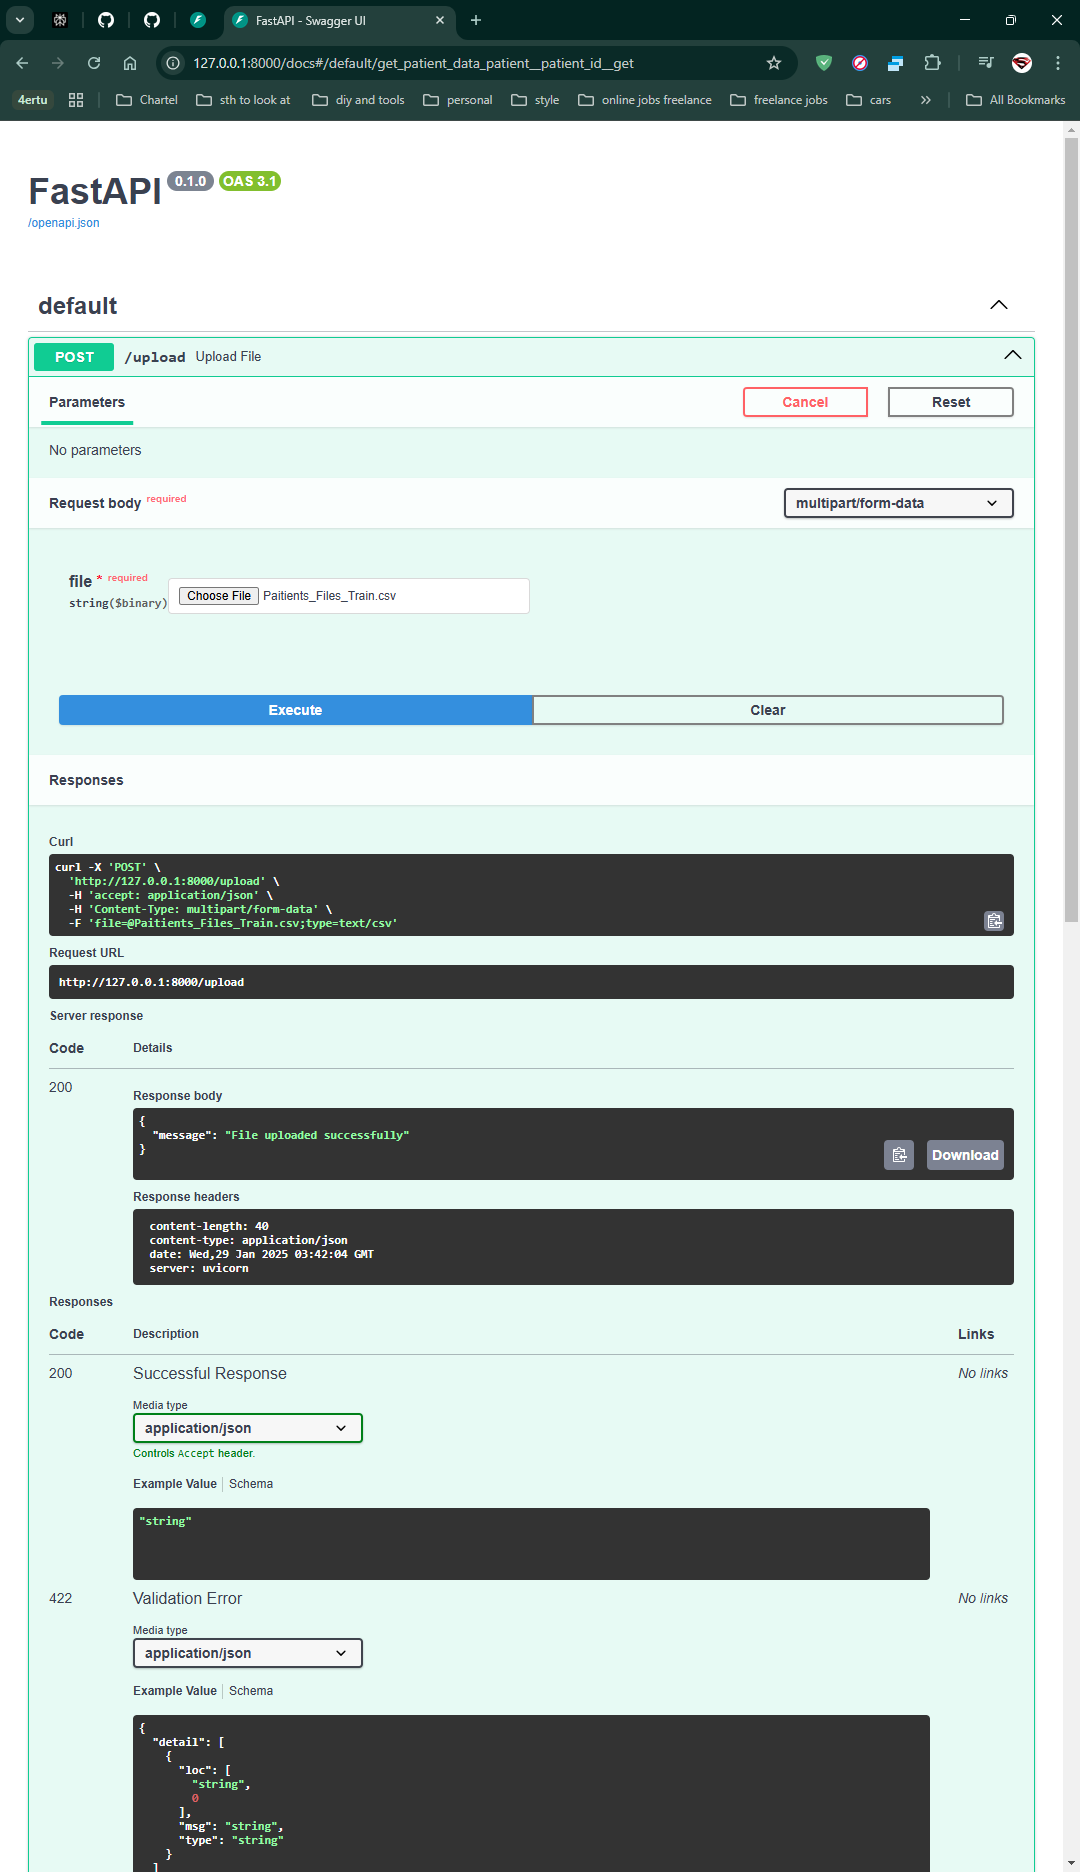 FastAPI - Swagger UI
127.0.0.1:8000/docs#/default/get_patient_data_patient__patient_id__get
4ertu Chartel sth to look at diy and tools personal style online jobs freelance freelance jobs cars » All Bookmarks
FastAPI 0.1.0 OAS 3.1
/openapi.json
default
POST /upload Upload File
Parameters Cancel Reset
No parameters
Request body required multipart/form-data
file * required
string($binary) Choose File Paitients_Files_Train.csv
Execute Clear
Responses
Curl
curl -X 'POST' \
'http://127.0.0.1:8000/upload' \
-H 'accept: application/json' \
-H 'Content-Type: multipart/form-data' \
-F 'file=@Paitients_Files_Train.csv;type=text/csv'
Request URL
http://127.0.0.1:8000/upload
Server response
Code Details
200
Response body
{
"message": "File uploaded successfully"
}
Download
Response headers
content-length: 40
content-type: application/json
date: Wed,29 Jan 2025 03:42:04 GMT
server: uvicorn
Responses
Code Description Links
200 Successful Response No links
Media type
application/json
Controls Accept header.
Example Value Schema
"string"
422 Validation Error No links
Media type
application/json
Example Value Schema
{
"detail": [
{
"loc": [
"string",
0
],
"msg": "string",
"type": "string"
}
]